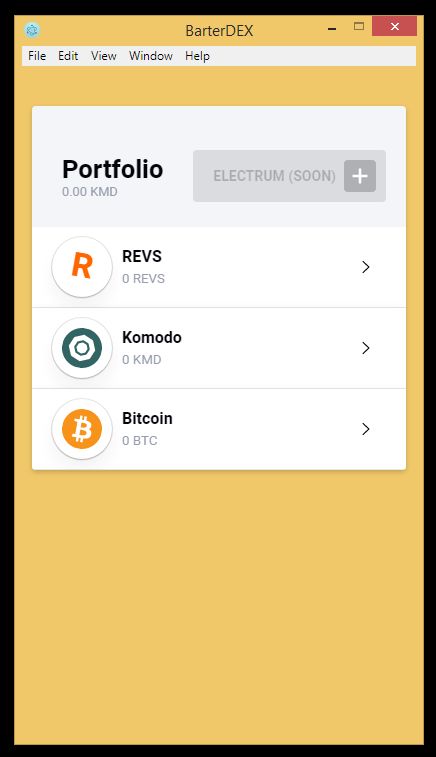 BarterDEX
File Edit View Window Help
Portfolio
0.00 KMD
ELECTRUM (SOON)
REVS
0 REVS
Komodo
0 KMD
Bitcoin
0 BTC